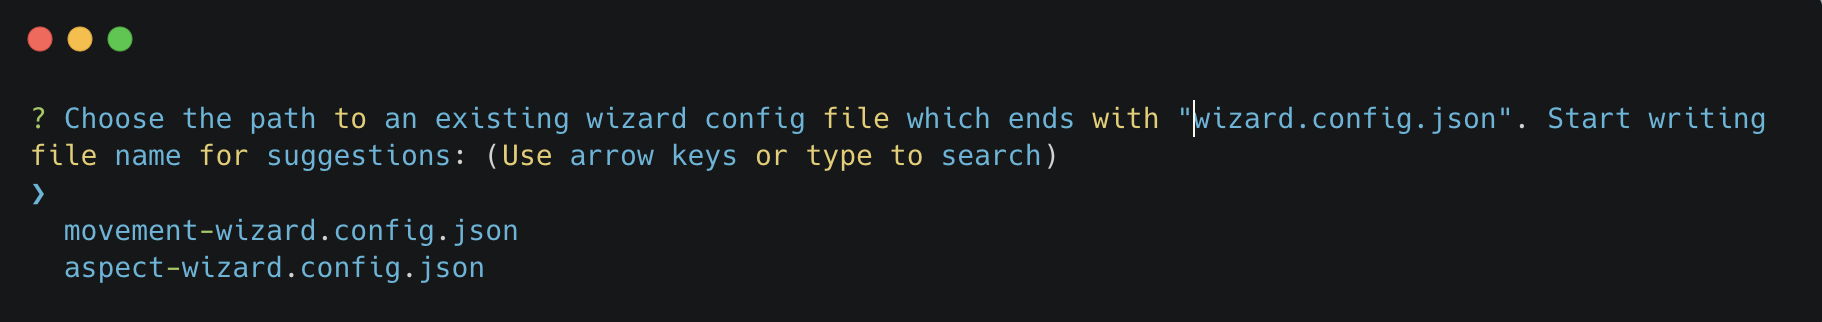 ? Choose the path to an existing wizard config file which ends with "wizard.config.json". Start writing
file name for suggestions: (Use arrow keys or type to search)
❯
movement-wizard.config.json
aspect-wizard.config.json